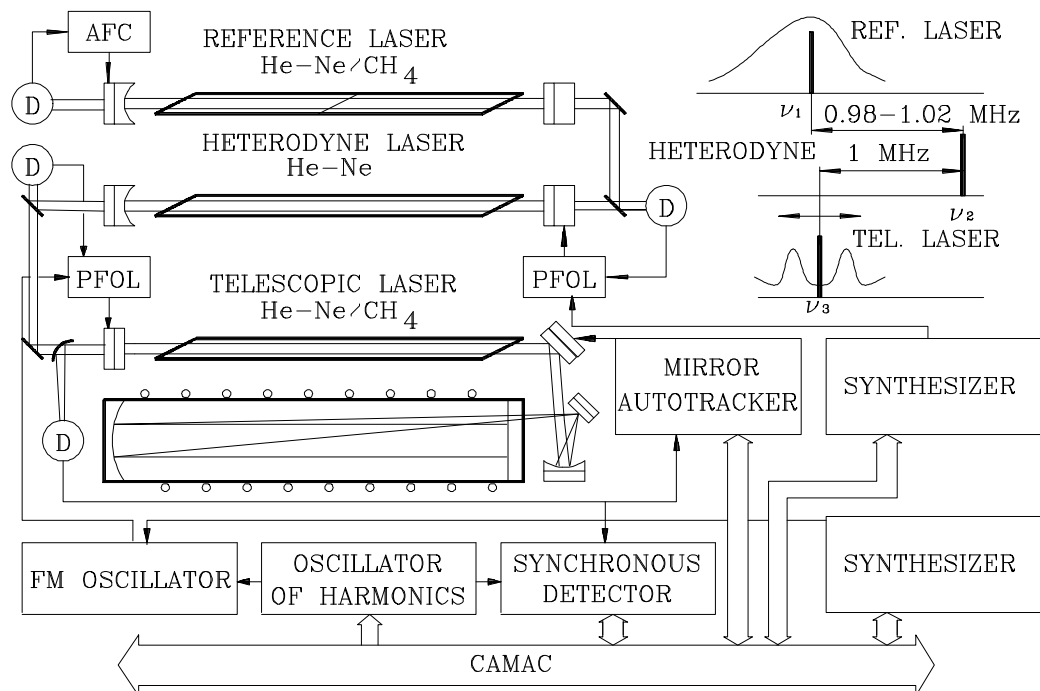 AFC
REFERENCE LASER
He-Ne/CH4
D
HETERODYNE LASER
He-Ne
D
D
PFOL
PFOL
TELESCOPIC LASER
He-Ne/CH4
D
REF. LASER
ν1
0.98-1.02 MHz
HETERODYNE
1 MHz
ν2
TEL. LASER
ν3
MIRROR
AUTOTRACKER
SYNTHESIZER
FM OSCILLATOR
OSCILLATOR
OF HARMONICS
SYNCHRONOUS
DETECTOR
SYNTHESIZER
CAMAC